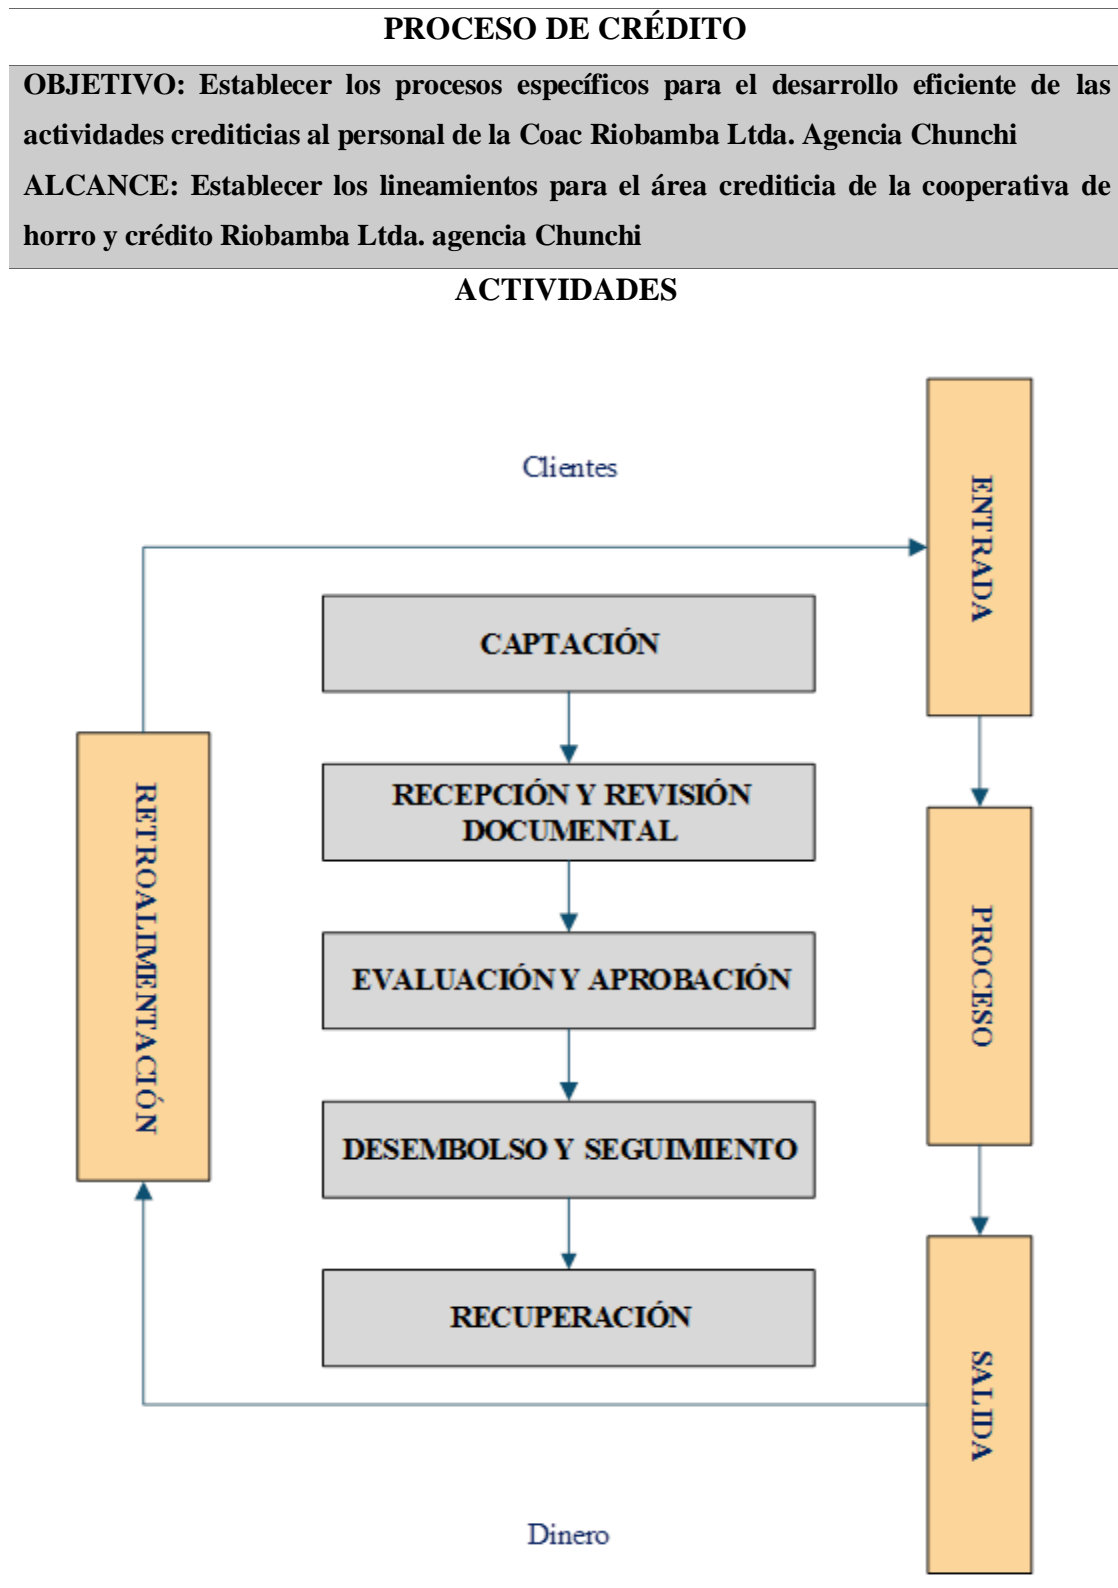 PROCESO DE CRÉDITO
OBJETIVO: Establecer los procesos específicos para el desarrollo eficiente de las
actividades crediticias al personal de la Coac Riobamba Ltda. Agencia Chunchi
ALCANCE: Establecer los lineamientos para el área crediticia de la cooperativa de
horro y crédito Riobamba Ltda. agencia Chunchi
ACTIVIDADES
Clientes
ENTRADA
CAPTACIÓN
RECEPCIÓN Y REVISIÓN
DOCUMENTAL
RETROALIMENTACIÓN
PROCESO
EVALUACIÓN Y APROBACIÓN
DESEMBOLSO Y SEGUIMIENTO
RECUPERACIÓN
SALIDA
Dinero